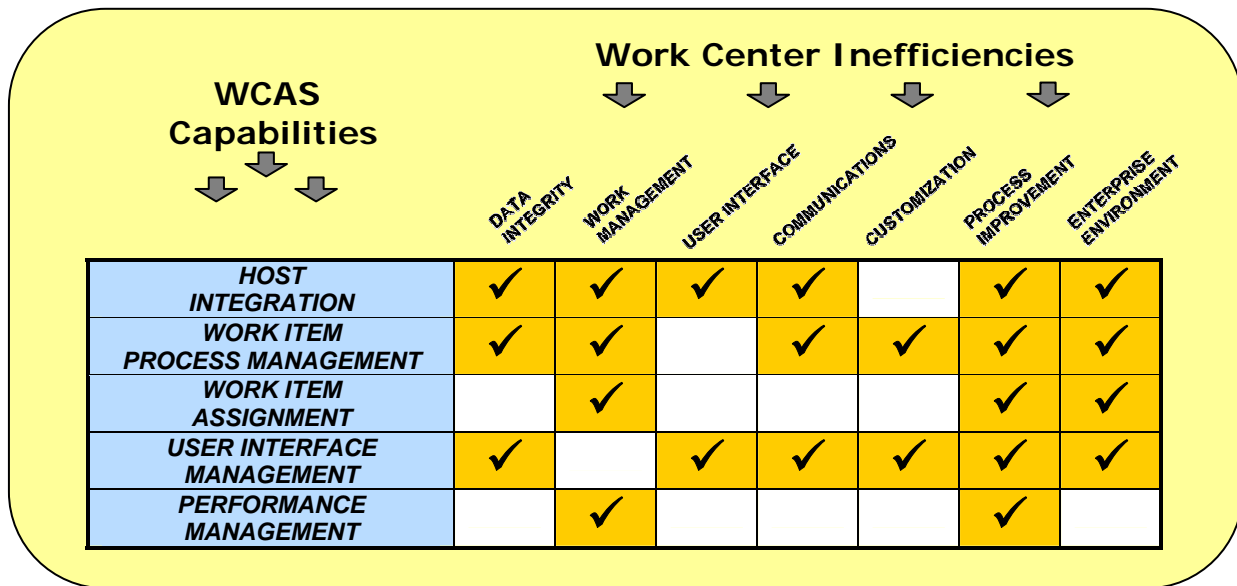 Work Center Inefficiencies
WCAS
Capabilities
DATA
INTEGRITY
WORK
MANAGEMENT
USER INTERFACE
COMMUNICATIONS
CUSTOMIZATION
PROCESS
IMPROVEMENT
ENTERPRISE
ENVIRONMENT
HOST
INTEGRATION
✓ ✓ ✓ ✓ ✓ ✓
WORK ITEM
PROCESS MANAGEMENT
✓ ✓ ✓ ✓ ✓ ✓
WORK ITEM
ASSIGNMENT
✓ ✓ ✓
USER INTERFACE
MANAGEMENT
✓ ✓ ✓ ✓ ✓ ✓
PERFORMANCE
MANAGEMENT
✓ ✓